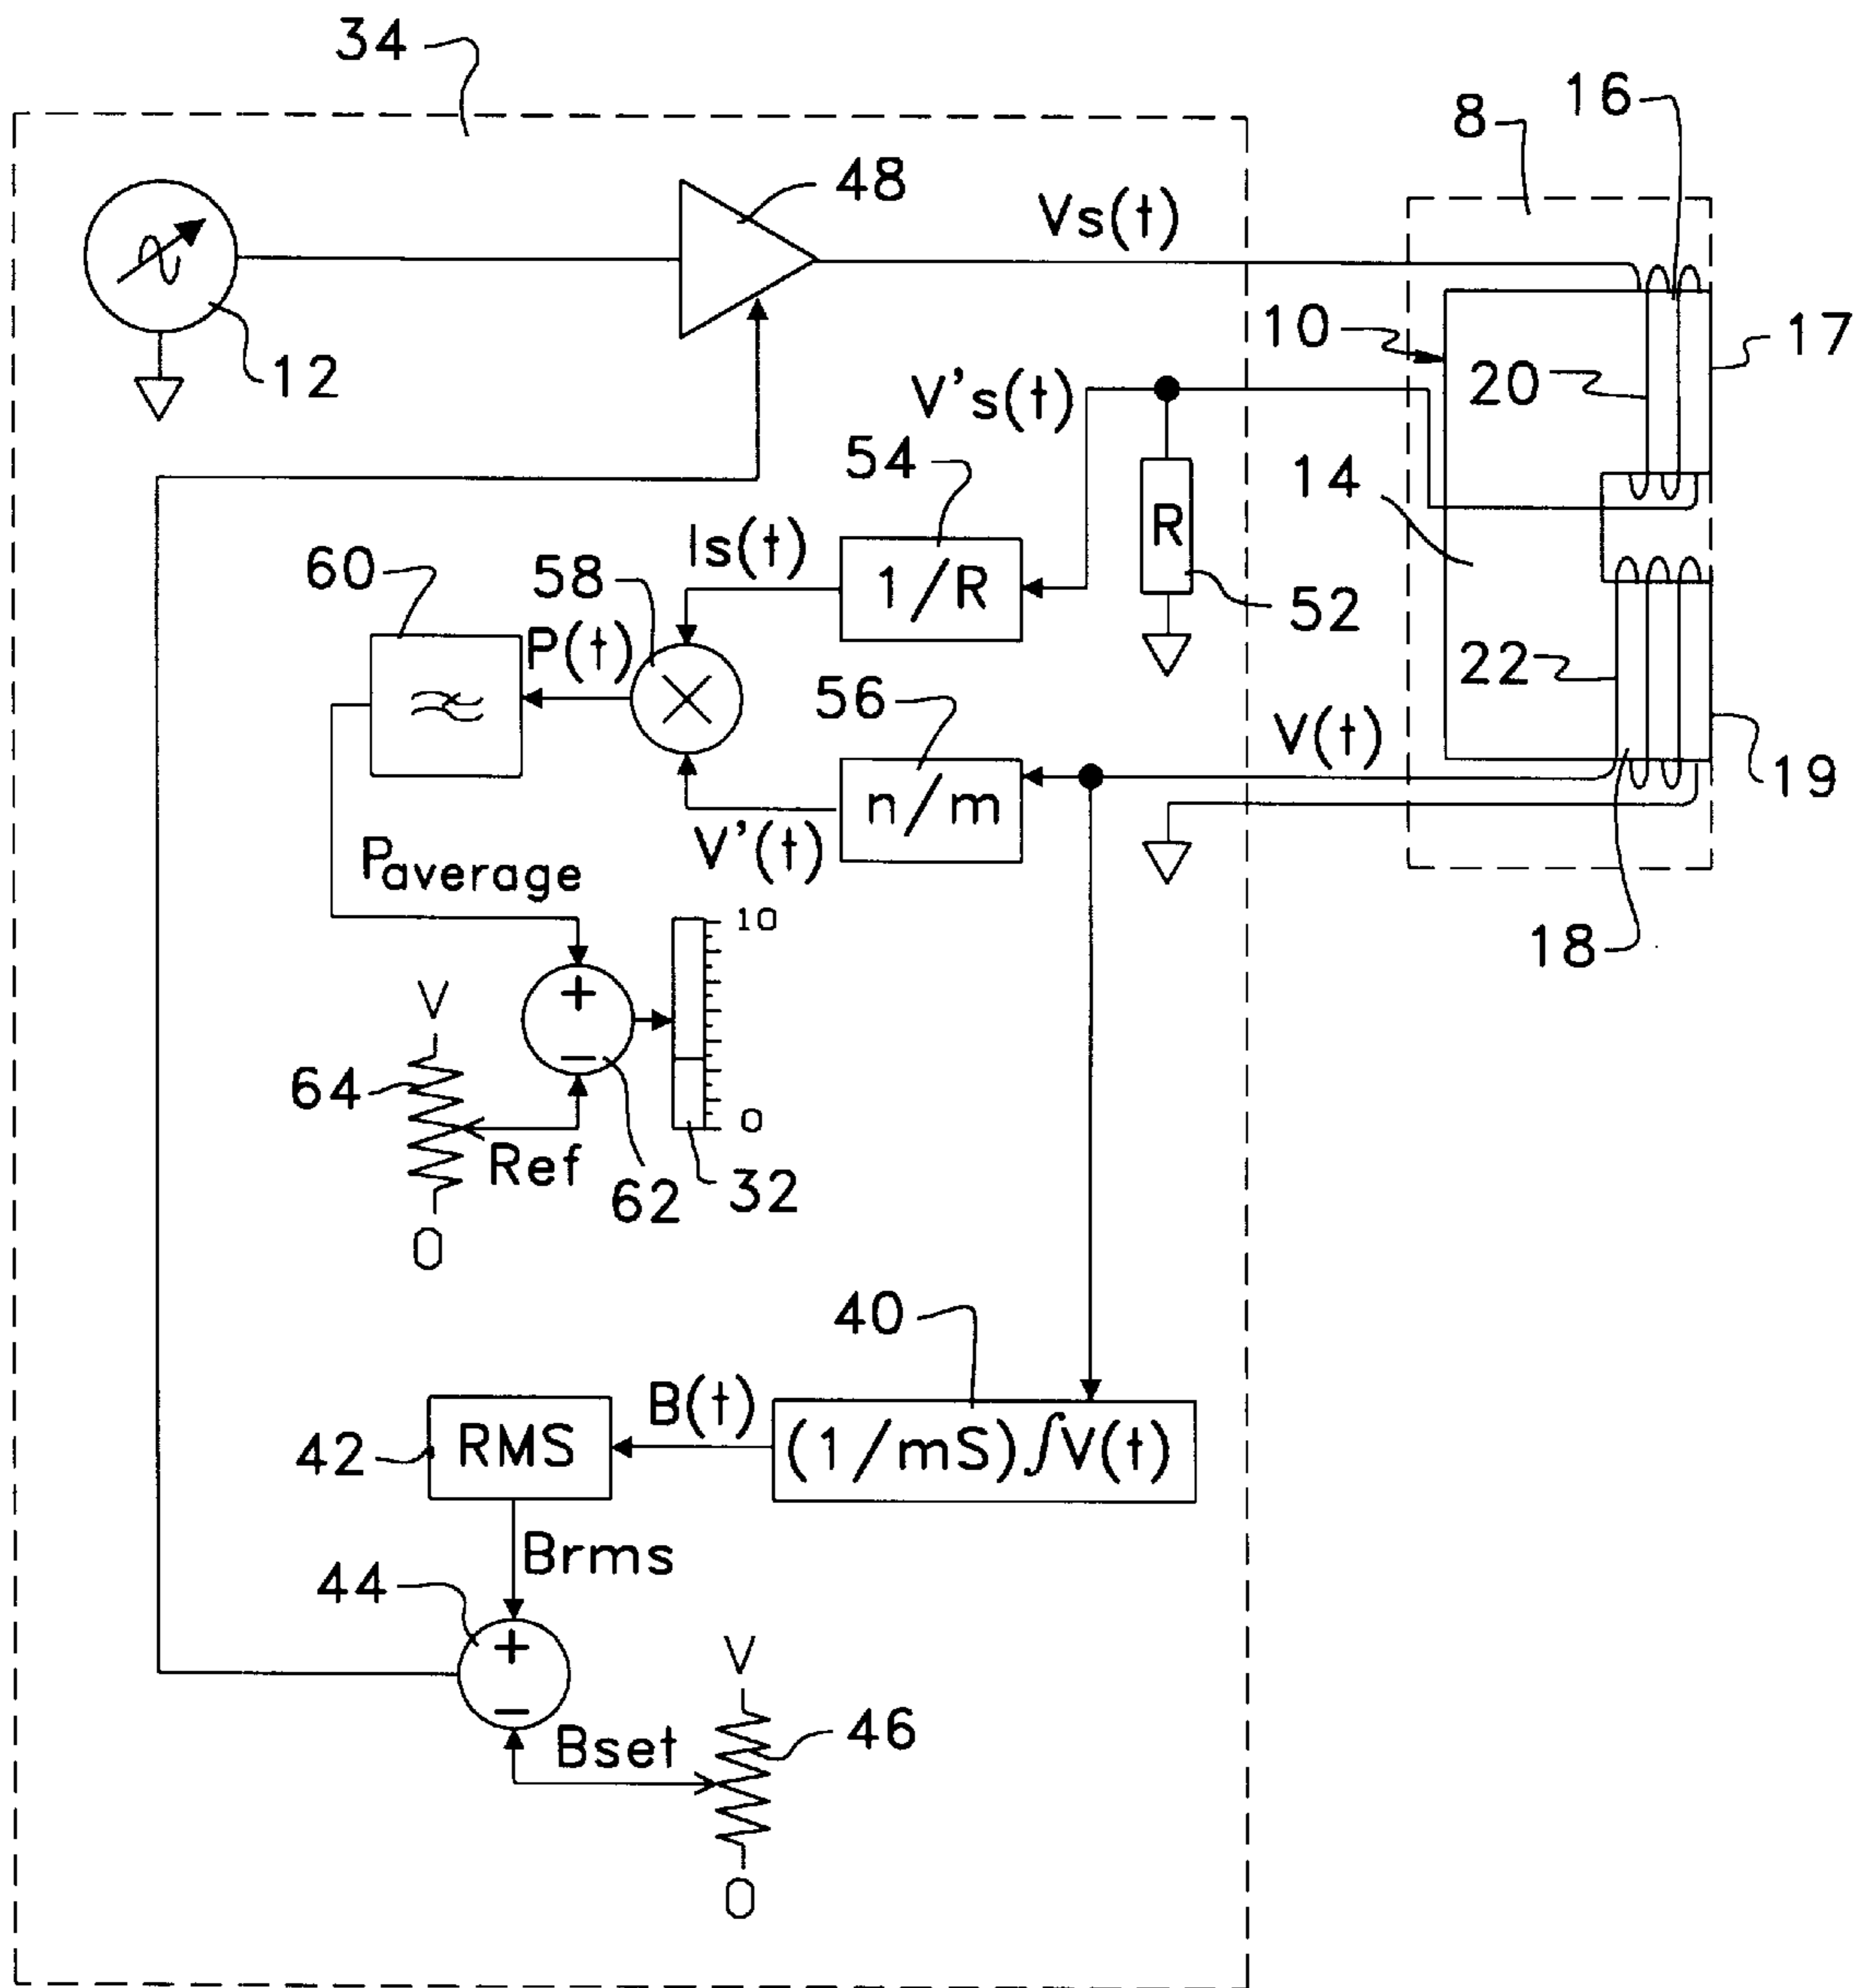 34
16
8
48
Vs(t)
10
17
12
20
V's(t)
54
14
R
Is(t)
60
58
1/R
52
P(t)
22
56
V(t)
n/m
19
V'(t)
Paverage
10
18
V
+
−
64
0
Ref
62
32
0
40
B(t)
42
RMS
(1/mS)∫V(t)
Brms
44
+
V
−
46
Bset
0